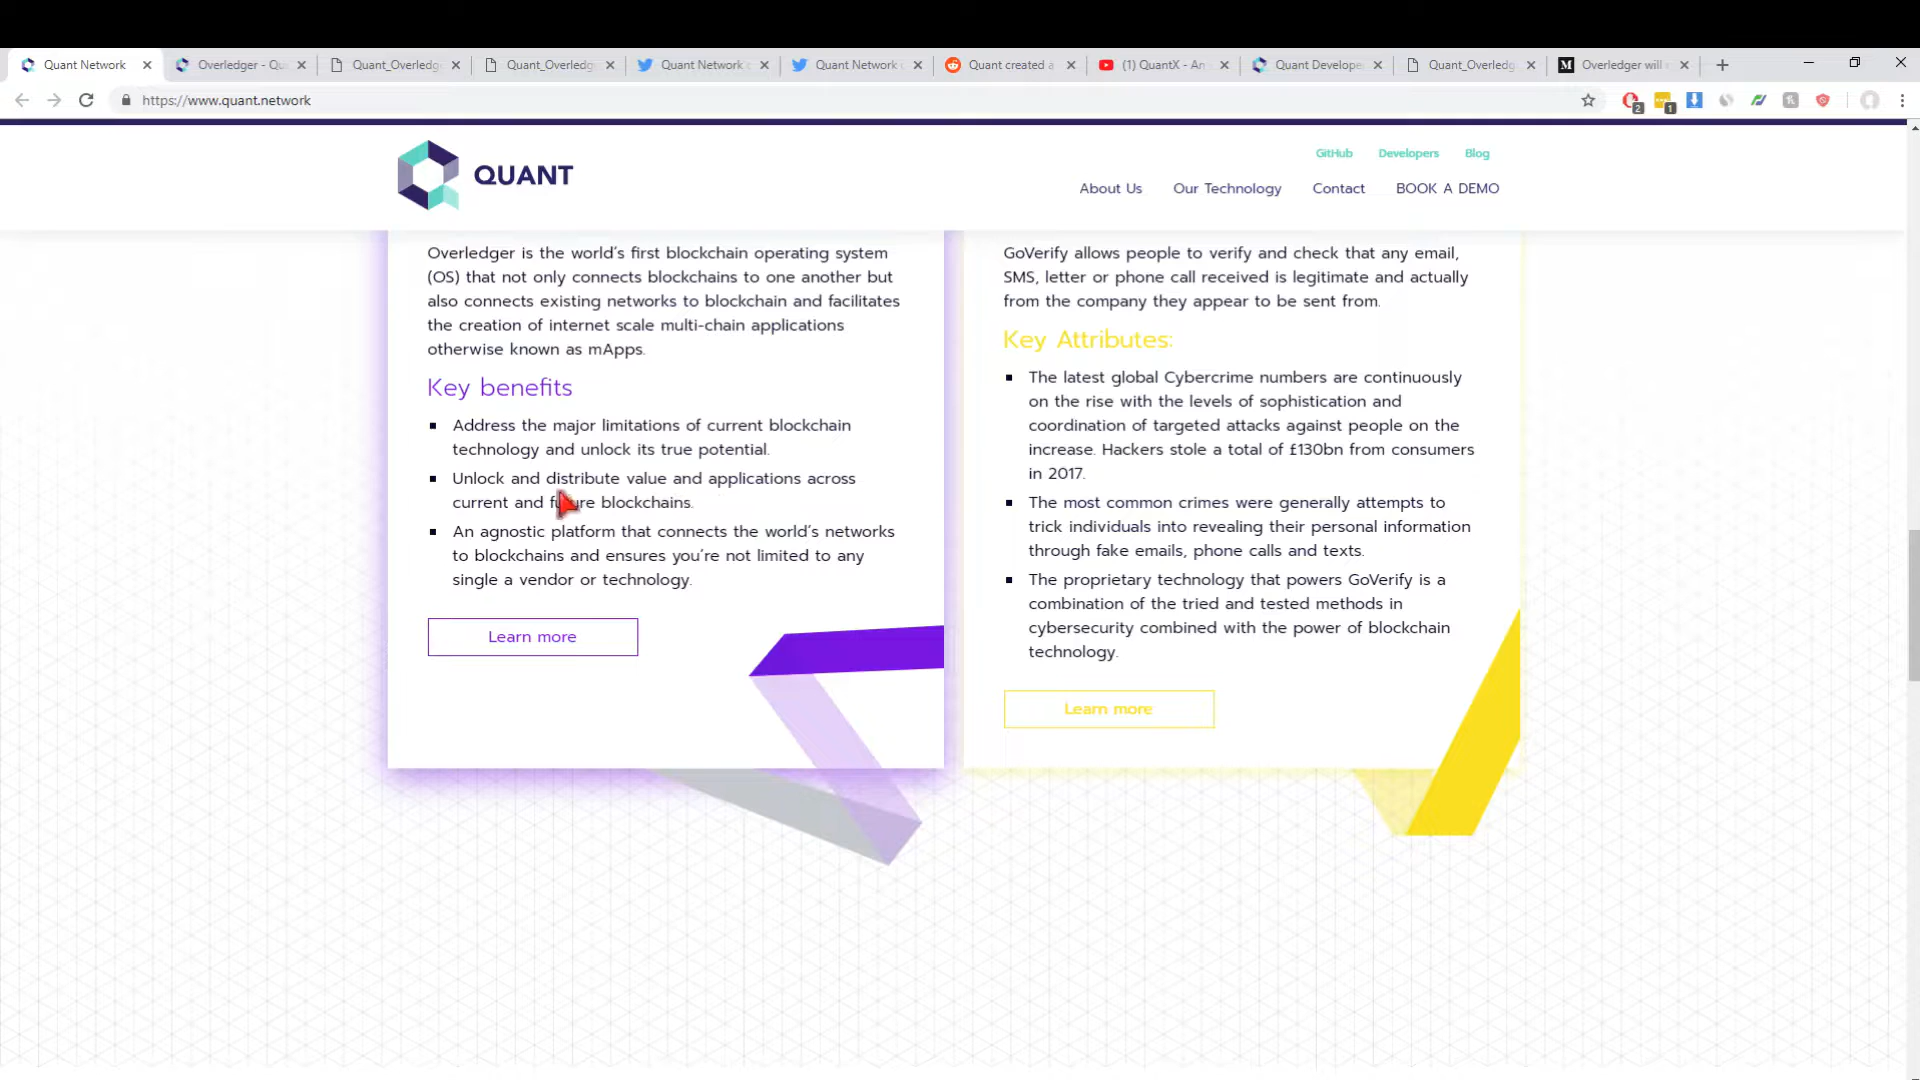 Quant Network
Overledger - Qu
Quant_Overledg
Quant_Overledg
Quant Network
Quant Network
Quant created a
(1) QuantX - An
Quant Develope
Quant_Overledg
Overledger will
https://www.quant.network
2
1
QUANT
GitHub
Developers
Blog
About Us
Our Technology
Contact
BOOK A DEMO
Overledger is the world's first blockchain operating system
(OS) that not only connects blockchains to one another but
also connects existing networks to blockchain and facilitates
the creation of internet scale multi-chain applications
otherwise known as mApps.
Key benefits
Address the major limitations of current blockchain
technology and unlock its true potential.
Unlock and distribute value and applications across
current and future blockchains.
An agnostic platform that connects the world's networks
to blockchains and ensures you're not limited to any
single a vendor or technology.
Learn more
GoVerify allows people to verify and check that any email,
SMS, letter or phone call received is legitimate and actually
from the company they appear to be sent from.
Key Attributes:
The latest global Cybercrime numbers are continuously
on the rise with the levels of sophistication and
coordination of targeted attacks against people on the
increase. Hackers stole a total of £130bn from consumers
in 2017.
The most common crimes were generally attempts to
trick individuals into revealing their personal information
through fake emails, phone calls and texts.
The proprietary technology that powers GoVerify is a
combination of the tried and tested methods in
cybersecurity combined with the power of blockchain
technology.
Learn more